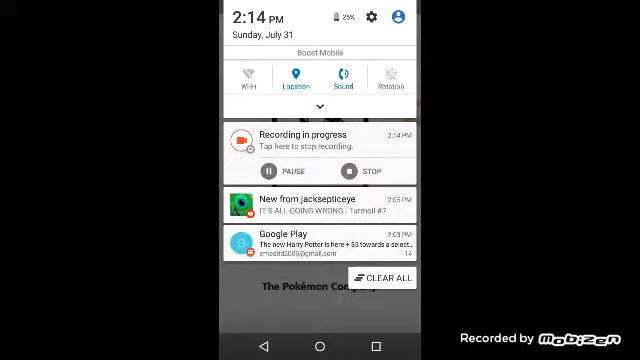 2:14 PM 25%
Sunday, July 31
Boost Mobile
Wi-Fi Location Sound Rotation
Recording in progress 2:14 PM
Tap here to stop recording.
PAUSE STOP
New from jacksepticeye 2:05 PM
IT'S ALL GOING WRONG | Turmoil #7
Google Play 2:03 PM
The new Harry Potter is here + $5 towards a select..
emadrid2006@gmail.com 14
CLEAR ALL
The Pokémon Company
Recorded by Mobizen